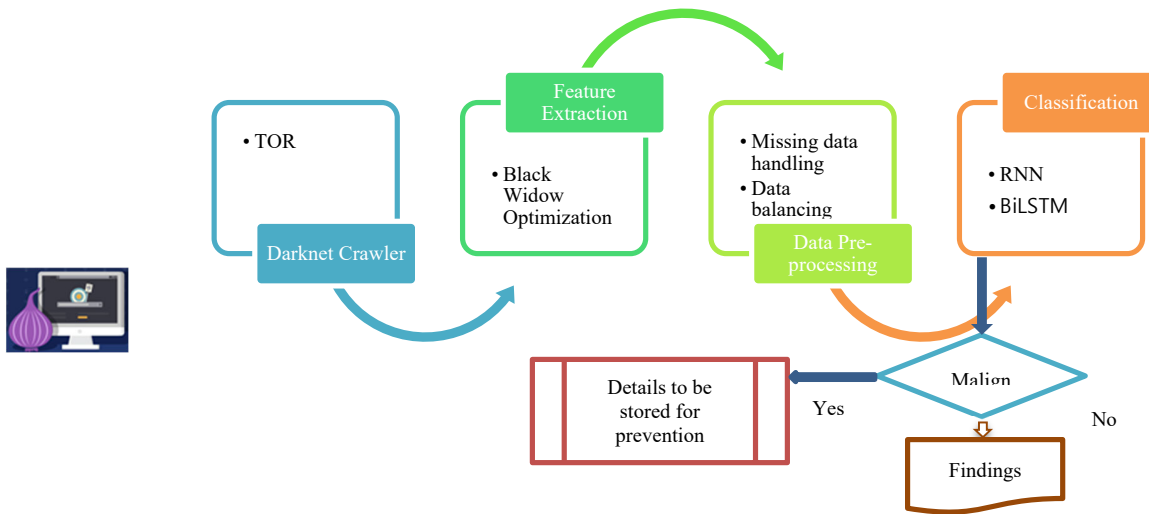 • TOR
Darknet Crawler
Feature
Extraction
• Black
Widow
Optimization
• Missing data
handling
• Data
balancing
Data Pre-
processing
Classification
• RNN
• BiLSTM
Malign
Yes
No
Details to be
stored for
prevention
Findings